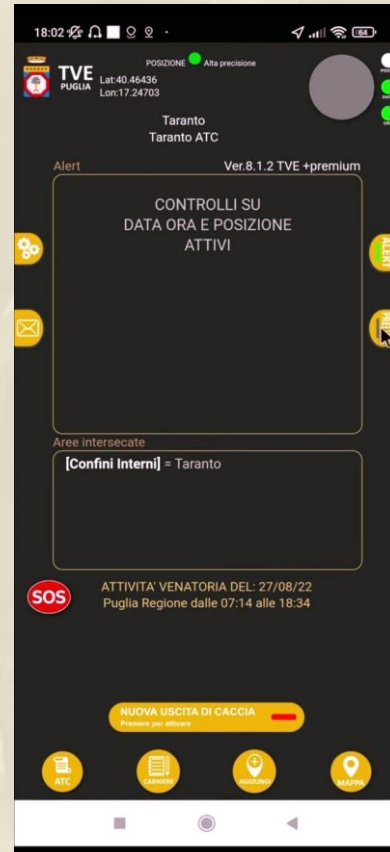 18:02
64
POSIZIONE Alta precisione
TVE
PUGLIA
Lat:40.46436
Lon:17.24703
Taranto
Taranto ATC
Alert
Ver.8.1.2 TVE +premium
CONTROLLI SU
DATA ORA E POSIZIONE
ATTIVI
ALERT
Aree intersecate
[Confini Interni] = Taranto
SOS
ATTIVITA' VENATORIA DEL: 27/08/22
Puglia Regione dalle 07:14 alle 18:34
NUOVA USCITA DI CACCIA
Premere per attivare
ATC
CARNIERE
AGGIUNGI
MAPPA